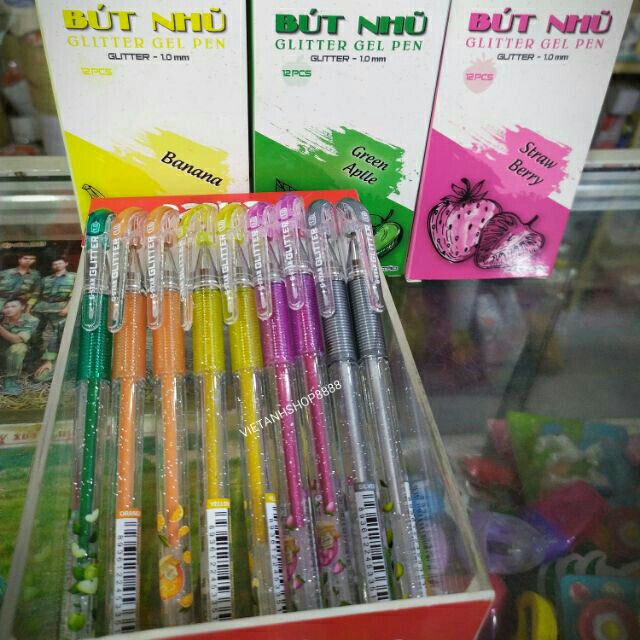 BÚT NHŨ
GLITTER GEL PEN
GLITTER - 1.0 mm
12PCS
Banana
BÚT NHŨ
GLITTER GEL PEN
GLITTER - 1.0 mm
12PCS
Green
Aplle
BÚT NHŨ
GLITTER GEL PEN
GLITTER - 1.0 mm
12PCS
Straw
Berry
GLITTER
GLITTER
GLITTER
VIETANHSHOP8888